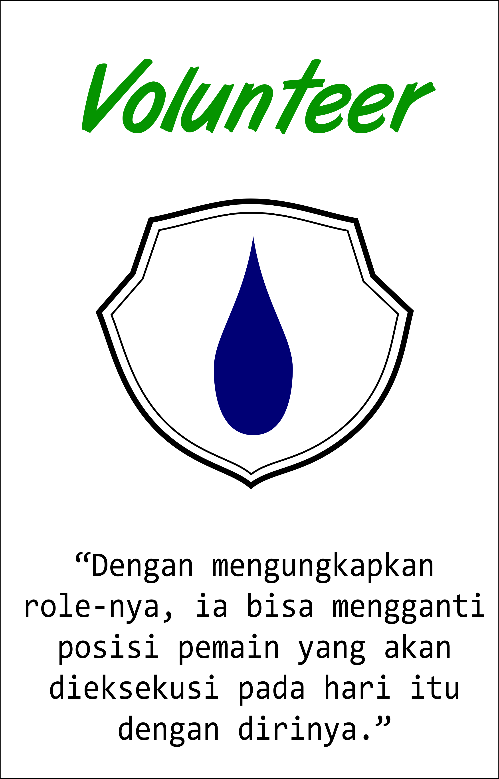 Volunteer
“Dengan mengungkapkan
role-nya, ia bisa mengganti
posisi pemain yang akan
dieksekusi pada hari itu
dengan dirinya.”